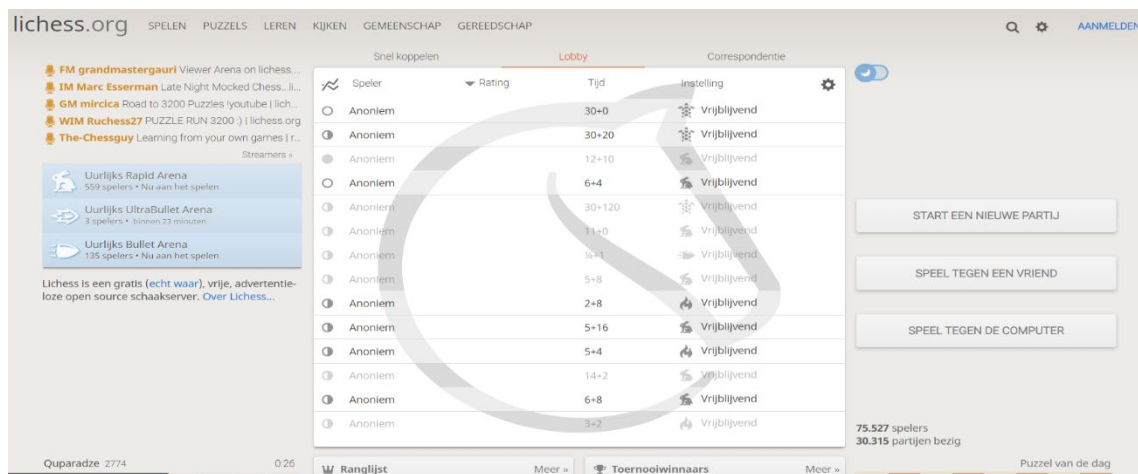 lichess.org SPELEN PUZZELS LEREN KIJKEN GEMEENSCHAP GEREEDSCHAP AANMELDEN
Snel koppelen Lobby Correspondentie
FM grandmastergauri Viewer Arena on lichess...
IM Marc Esserman Late Night Mocked Chess...li...
GM mircica Road to 3200 Puzzles !youtube | lich...
WIM Ruchess27 PUZZLE RUN 3200 :) | lichess.org
The-Chessguy Learning from your own games | r...
Streamers »
Uurlijks Rapid Arena
559 spelers • Nu aan het spelen
Uurlijks UltraBullet Arena
3 spelers • binnen 23 minuten
Uurlijks Bullet Arena
135 spelers • Nu aan het spelen
Lichess is een gratis (echt waar), vrije, advertentie-
loze open source schaakserver. Over Lichess...
Speler Rating Tijd Instelling
Anoniem 30+0 Vrijblijvend
Anoniem 30+20 Vrijblijvend
Anoniem 12+10 Vrijblijvend
Anoniem 6+4 Vrijblijvend
Anoniem 30+120 Vrijblijvend
Anoniem 11+0 Vrijblijvend
Anoniem Vrijblijvend
Anoniem 5+8 Vrijblijvend
Anoniem 2+8 Vrijblijvend
Anoniem 5+16 Vrijblijvend
Anoniem 5+4 Vrijblijvend
Anoniem 14+2 Vrijblijvend
Anoniem 6+8 Vrijblijvend
Anoniem 3+2 Vrijblijvend
START EEN NIEUWE PARTIJ
SPEEL TEGEN EEN VRIEND
SPEEL TEGEN DE COMPUTER
75.527 spelers
30.315 partijen bezig
Quparadze 2774 0:26
Ranglijst Meer »
Toernooiwinnaars Meer »
Puzzel van de dag